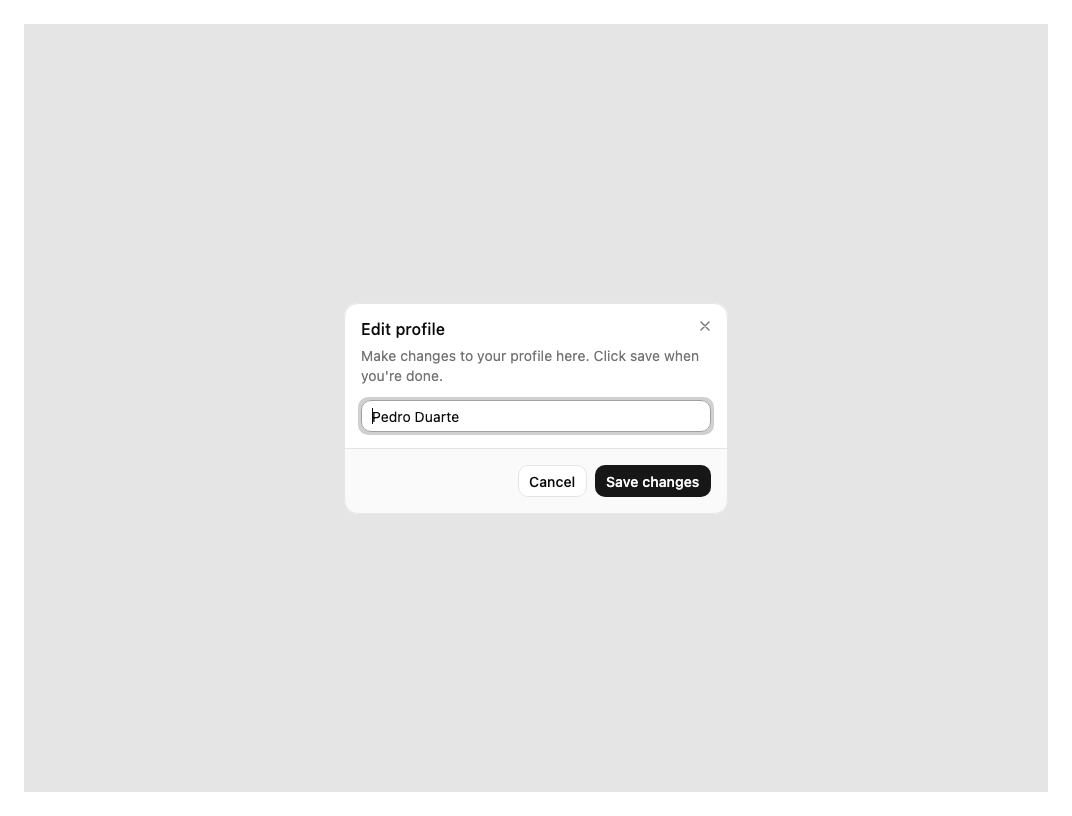 Edit profile
Make changes to your profile here. Click save when
you're done.
Pedro Duarte
Cancel
Save changes